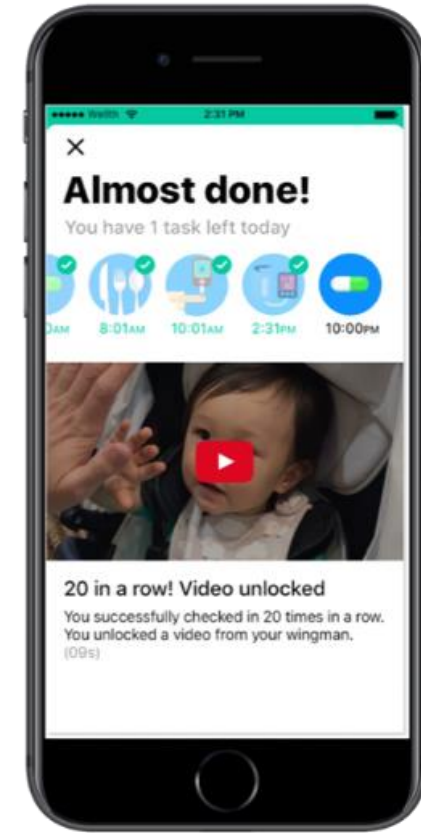 Wellth 2:31 PM
Almost done!
You have 1 task left today
0AM 8:01AM 10:01AM 2:31PM 10:00PM
20 in a row! Video unlocked
You successfully checked in 20 times in a row.
You unlocked a video from your wingman.
(09s)